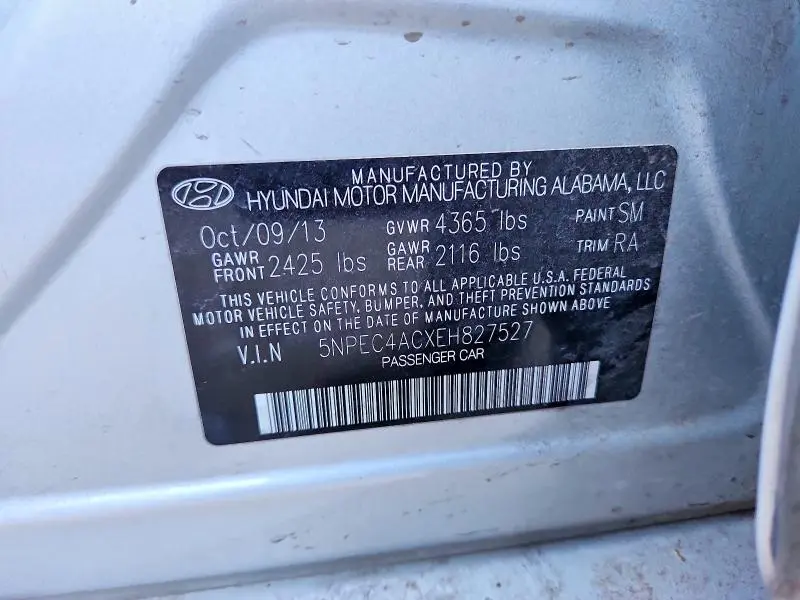 MANUFACTURED BY
HYUNDAI MOTOR MANUFACTURING ALABAMA, LLC
Oct/09/13 GVWR 4365 lbs PAINT SM
GAWR FRONT 2425 lbs GAWR REAR 2116 lbs TRIM RA
THIS VEHICLE CONFORMS TO ALL APPLICABLE U.S.A. FEDERAL
MOTOR VEHICLE SAFETY, BUMPER, AND THEFT PREVENTION STANDARDS
IN EFFECT ON THE DATE OF MANUFACTURE SHOWN ABOVE
V.I.N 5NPEC4ACXEH827527
PASSENGER CAR